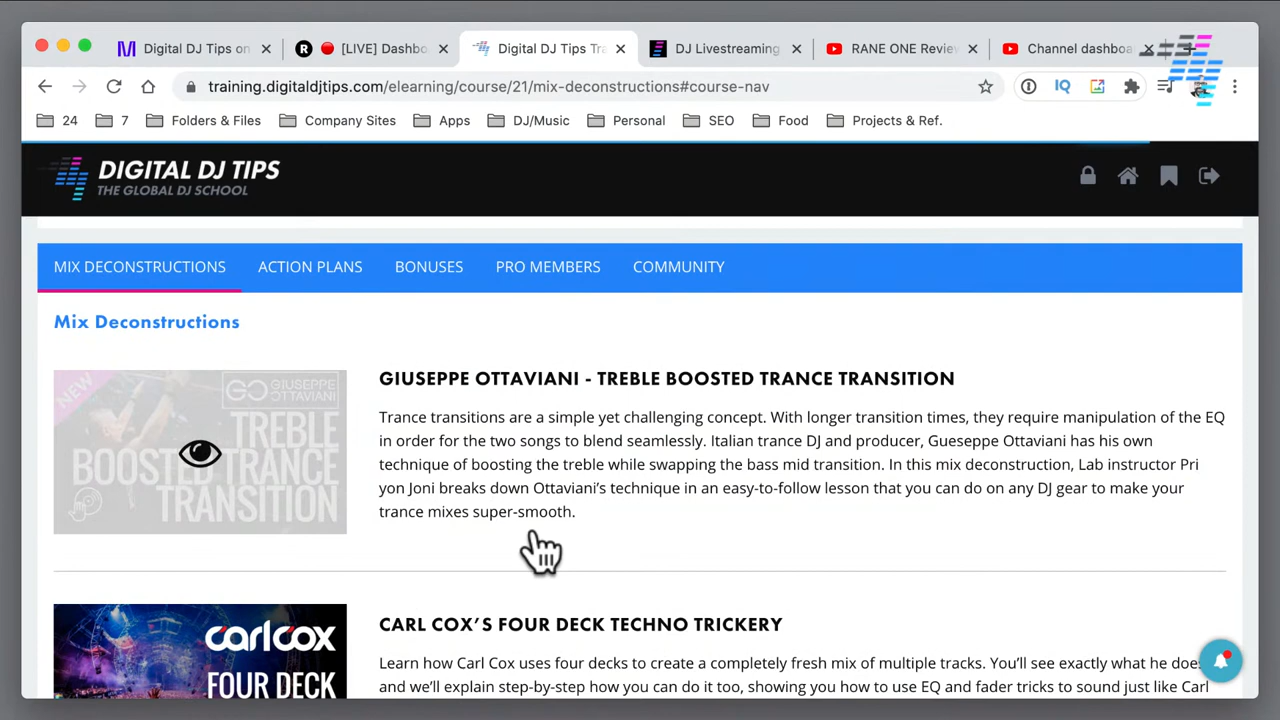 Digital DJ Tips on
[LIVE] Dashbo
Digital DJ Tips Tra
DJ Livestreaming
RANE ONE Review
Channel dashboa
training.digitaldjtips.com/elearning/course/21/mix-deconstructions#course-nav
IQ
24
7
Folders & Files
Company Sites
Apps
DJ/Music
Personal
SEO
Food
Projects & Ref.
DIGITAL DJ TIPS
THE GLOBAL DJ SCHOOL
MIX DECONSTRUCTIONS
ACTION PLANS
BONUSES
PRO MEMBERS
COMMUNITY
Mix Deconstructions
NEW
GIUSEPPE
OTTAVIANI
TREBLE
BOOSTED TRANCE
TRANSITION
GIUSEPPE OTTAVIANI - TREBLE BOOSTED TRANCE TRANSITION
Trance transitions are a simple yet challenging concept. With longer transition times, they require manipulation of the EQ
in order for the two songs to blend seamlessly. Italian trance DJ and producer, Gueseppe Ottaviani has his own
technique of boosting the treble while swapping the bass mid transition. In this mix deconstruction, Lab instructor Pri
yon Joni breaks down Ottaviani’s technique in an easy-to-follow lesson that you can do on any DJ gear to make your
trance mixes super-smooth.
carlcox
FOUR DECK
CARL COX’S FOUR DECK TECHNO TRICKERY
Learn how Carl Cox uses four decks to create a completely fresh mix of multiple tracks. You’ll see exactly what he does
and we’ll explain step-by-step how you can do it too, showing you how to use EQ and fader tricks to sound just like Carl